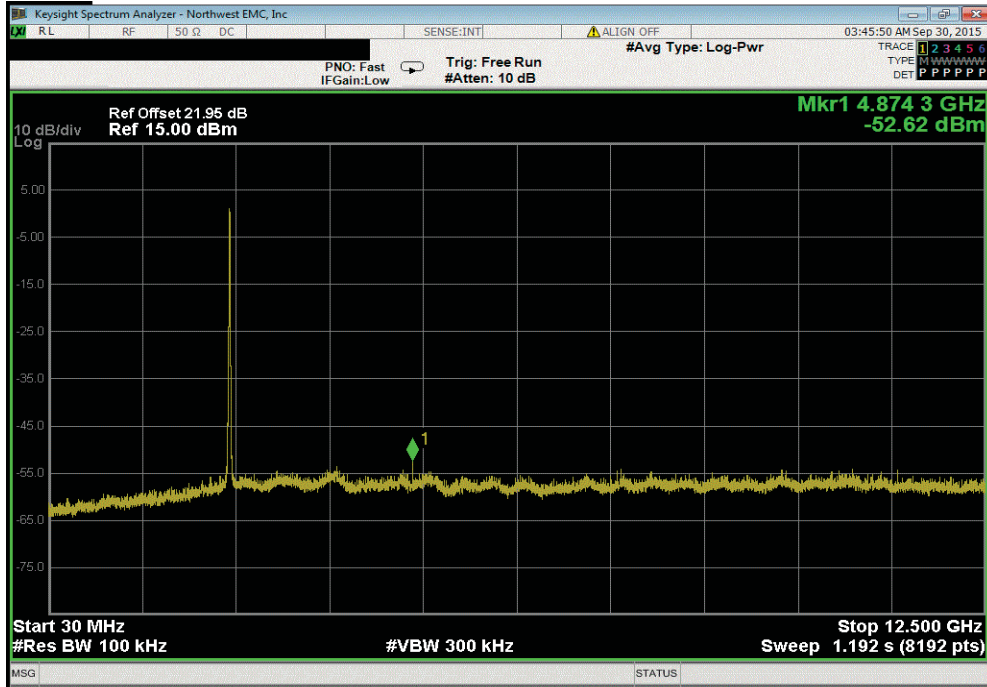 Keysight Spectrum Analyzer - Northwest EMC, Inc
LXI RL RF 50 Ω DC SENSE:INT ALIGN OFF 03:45:50 AM Sep 30, 2015
#Avg Type: Log-Pwr
TRACE 1 2 3 4 5 6
PNO: Fast Trig: Free Run
TYPE M WWWWW
IFGain:Low #Atten: 10 dB
DET P P P P P P
Mkr1 4.874 3 GHz
-52.62 dBm
Ref Offset 21.95 dB
10 dB/div Ref 15.00 dBm
Log
5.00
-5.00
-15.0
-25.0
-35.0
-45.0
1
-55.0
-65.0
-75.0
Start 30 MHz Stop 12.500 GHz
#Res BW 100 kHz #VBW 300 kHz Sweep 1.192 s (8192 pts)
MSG STATUS